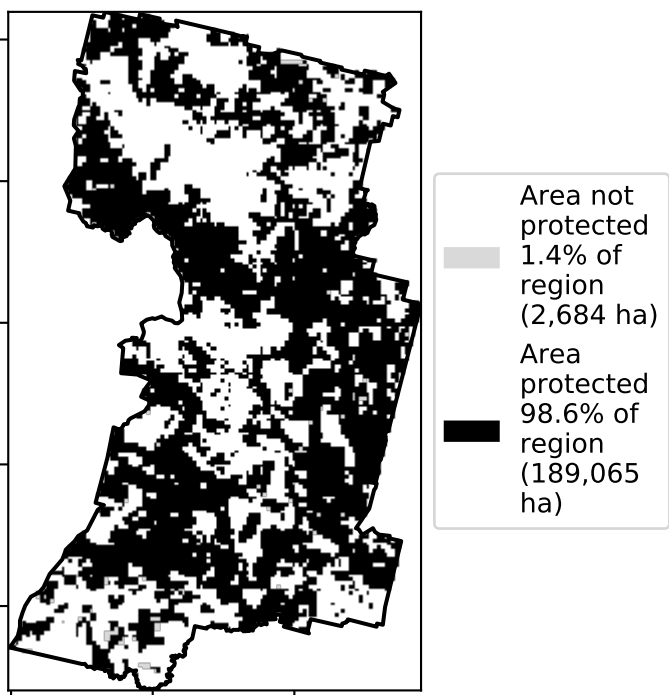 Area not
protected
1.4% of
region
(2,684 ha)
Area
protected
98.6% of
region
(189,065
ha)